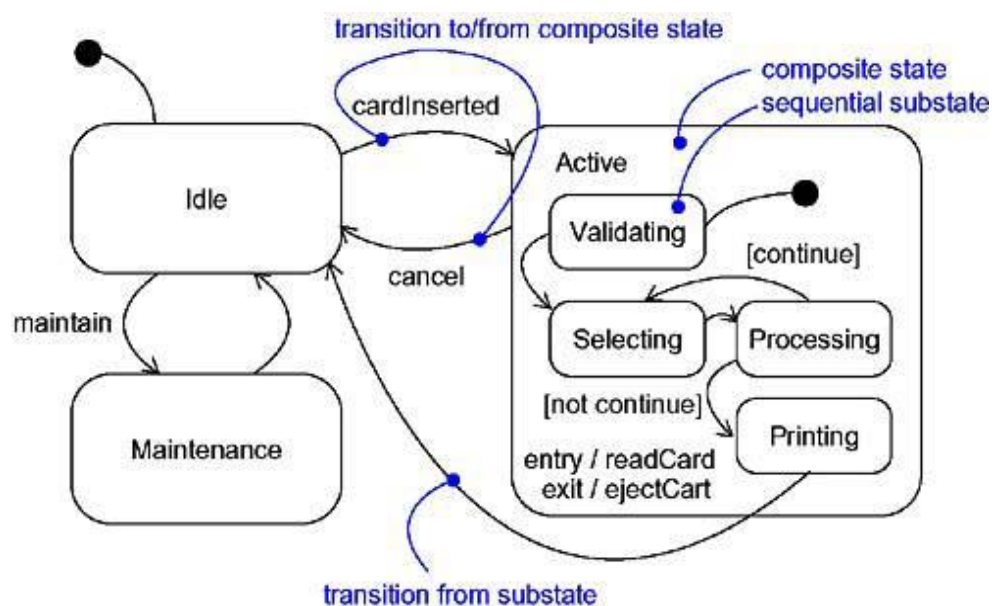 transition to/from composite state
cardInserted
composite state
sequential substate
Active
Idle
Validating
[continue]
cancel
maintain
Selecting
Processing
[not continue]
Maintenance
Printing
entry / readCard
exit / ejectCart
transition from substate